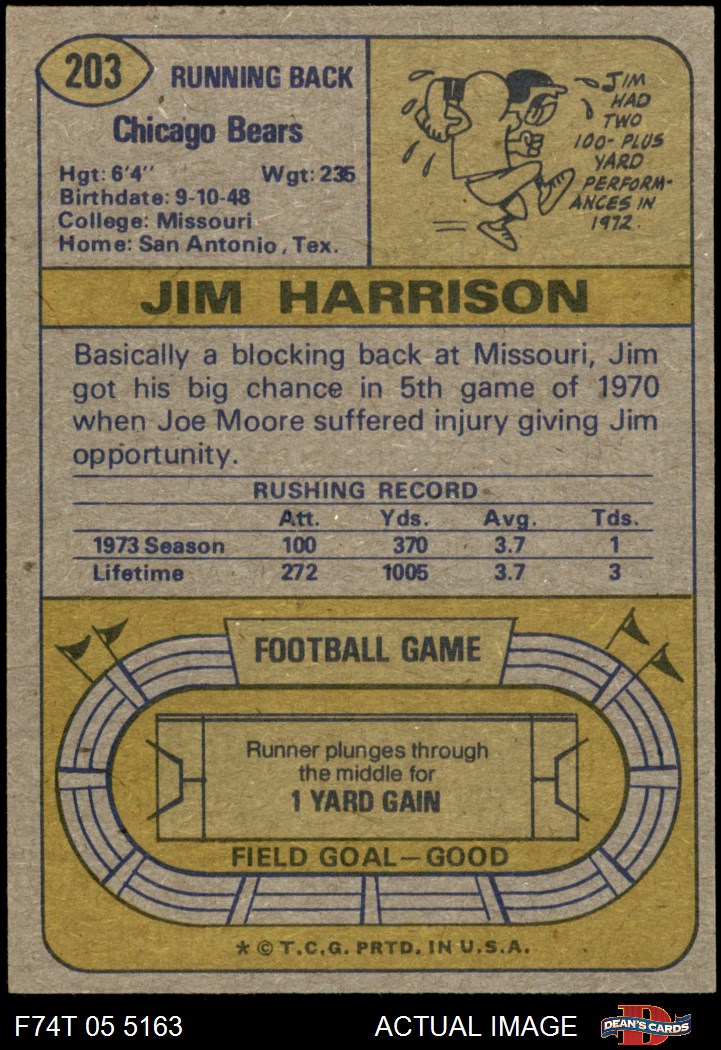 203
RUNNING BACK
Chicago Bears
Hgt: 6'4'' Wgt: 235
Birthdate: 9-10-48
College: Missouri
Home: San Antonio, Tex.
JIM
HAD
TWO
100-PLUS
YARD
PERFORM-
ANCES IN
1972.
JIM HARRISON
Basically a blocking back at Missouri, Jim
got his big chance in 5th game of 1970
when Joe Moore suffered injury giving Jim
opportunity.
RUSHING RECORD
Att. Yds. Avg. Tds.
1973 Season 100 370 3.7 1
Lifetime 272 1005 3.7 3
FOOTBALL GAME
Runner plunges through
the middle for
1 YARD GAIN
FIELD GOAL—GOOD
* © T.C.G. PRTD. IN U.S.A.
F74T 05 5163 ACTUAL IMAGE
D
DEAN'S CARDS